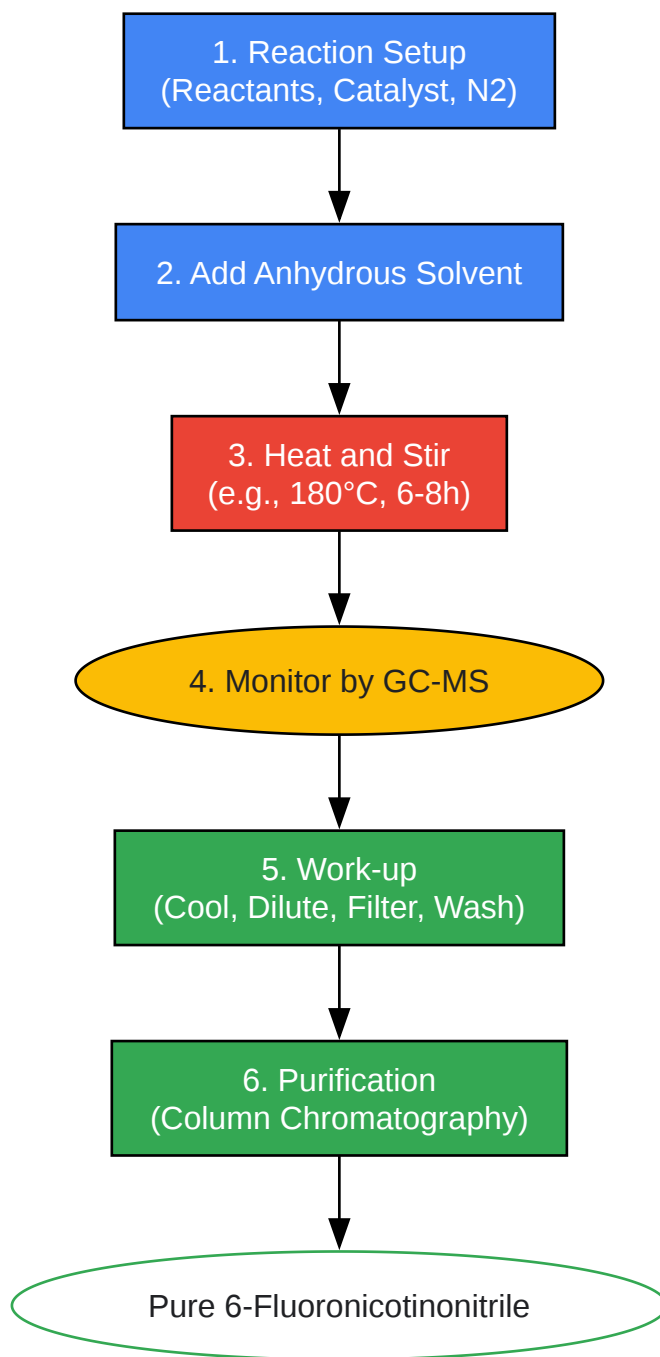 1. Reaction Setup
(Reactants, Catalyst, N2)
2. Add Anhydrous Solvent
3. Heat and Stir
(e.g., 180°C, 6-8h)
4. Monitor by GC-MS
5. Work-up
(Cool, Dilute, Filter, Wash)
6. Purification
(Column Chromatography)
Pure 6-Fluoronicotinonitrile